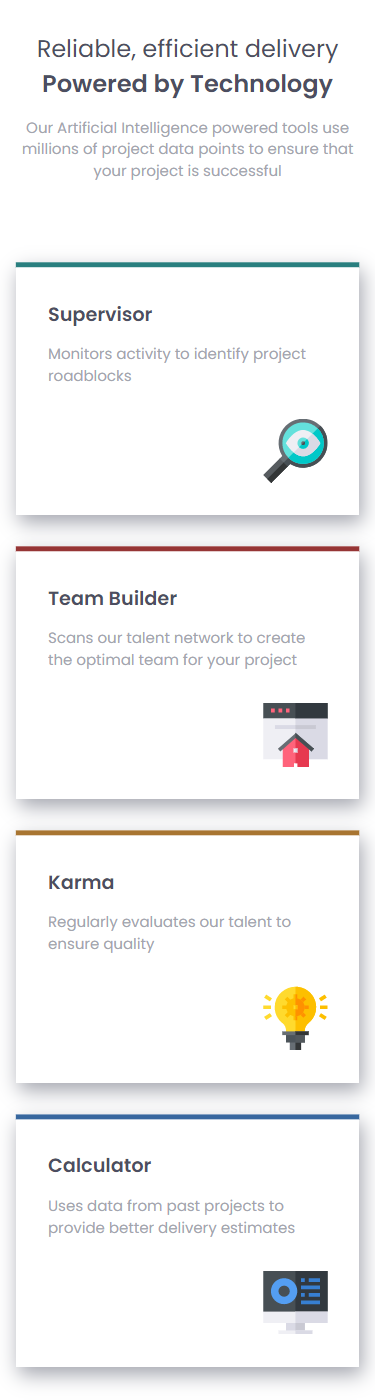 Reliable, efficient delivery
Powered by Technology
Our Artificial Intelligence powered tools use
millions of project data points to ensure that
your project is successful
Supervisor
Monitors activity to identify project
roadblocks
Team Builder
Scans our talent network to create
the optimal team for your project
Karma
Regularly evaluates our talent to
ensure quality
Calculator
Uses data from past projects to
provide better delivery estimates